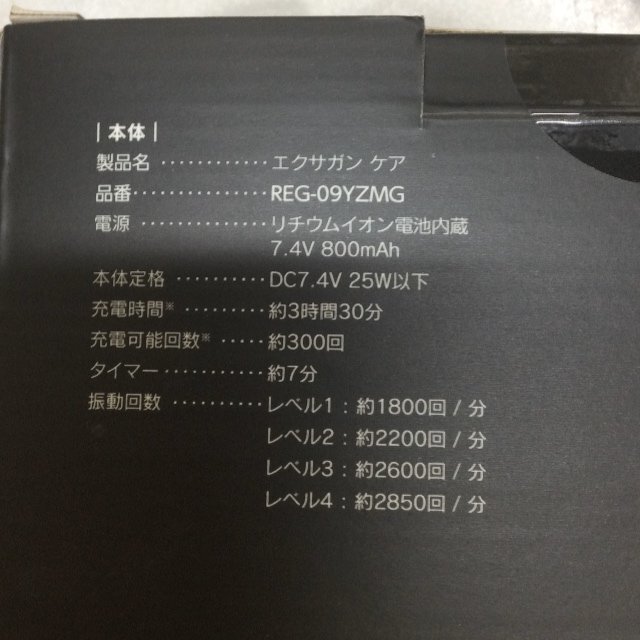 | 本体 |
製品名 ............ エクサガン ケア
品番............... REG-09YZMG
電源 .............. リチウムイオン電池内蔵
7.4V 800mAh
本体定格 .......... DC7.4V 25W以下
充電時間※ ......... 約3時間30分
充電可能回数※ ..... 約300回
タイマー ........... 約7分
振動回数 .......... レベル1 : 約1800回 / 分
レベル2 : 約2200回 / 分
レベル3 : 約2600回 / 分
レベル4 : 約2850回 / 分